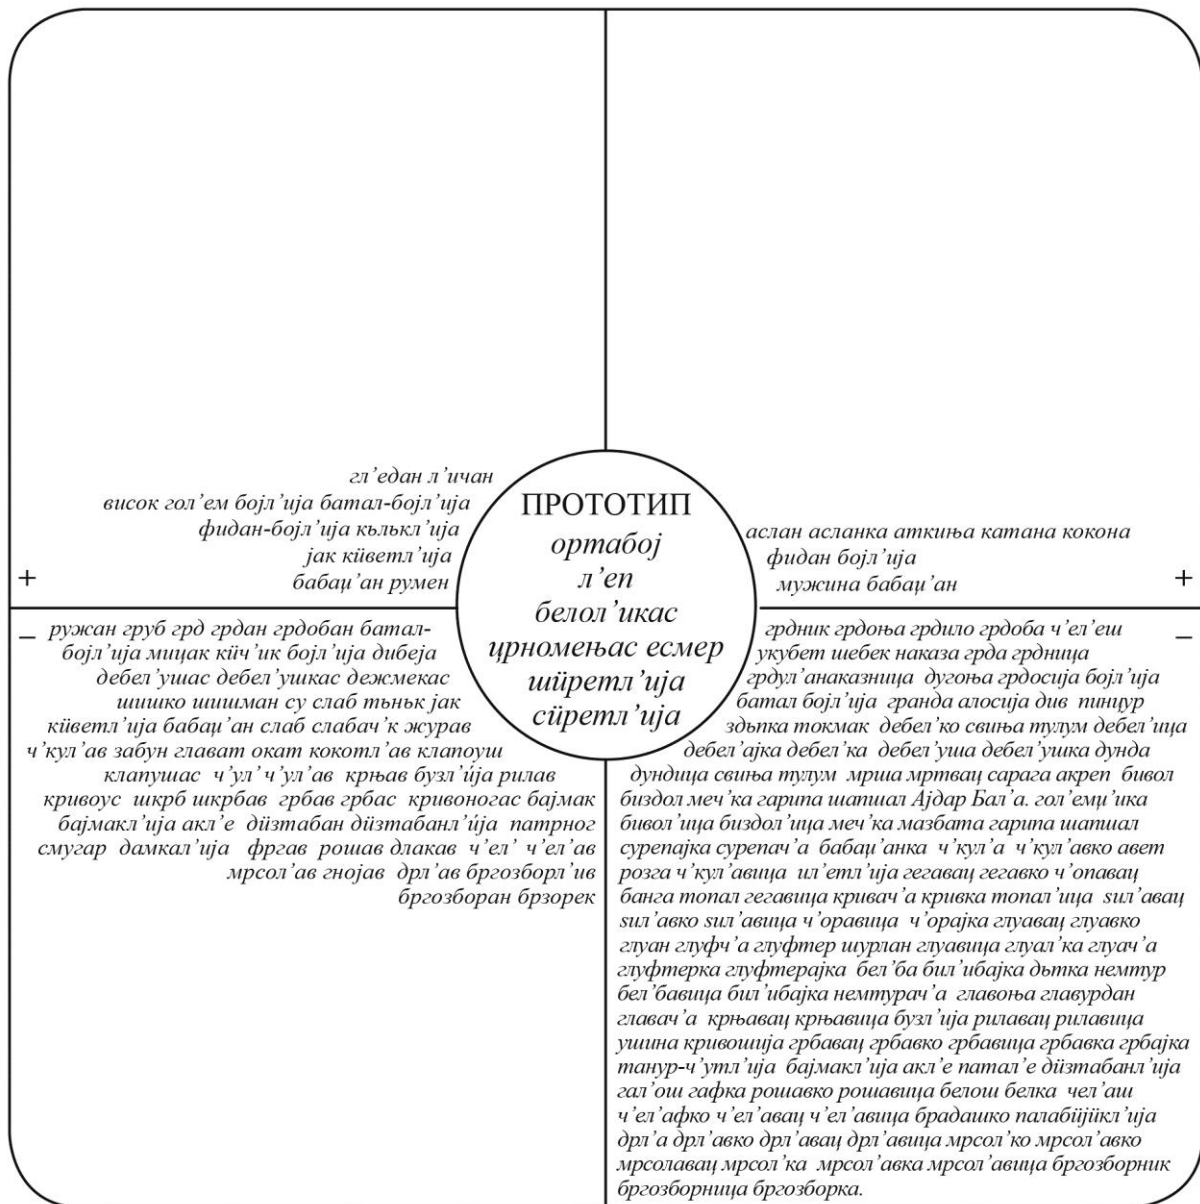 гл’едан л’ичан
висок гол’ем бојл’ија батал-бојл’ија
фидан-бојл’ија кьлькл’ија
јак кӥветл’ија
бабаџ’ан румен
+
ПРОТОТИП
ортабој
л’еп
белол’икас
црномењас есмер
шӥретл’ија
сӥретл’ија
аслан асланка аткиња катана кокона
фидан бојл’ија
мужина бабаџ’ан
+
–
ружан груб грд грдан грдобан батал-
бојл’ија мицак кӥч’ик бојл’ија дибеја
дебел’ушас дебел’ушкас дежмекас
шишко шишман су слаб тьньк јак
кӥветл’ија бабаџ’ан слаб слабач’к журав
ч’кул’ав забун глават окат кокотл’ав клапоуш
клапушас ч’ул’ ч’ул’ав крњав бузл’ија рилав
кривоус шкрб шкрбав грбав грбас кривоногас бајмак
бајмакл’ија акл’е дӥзтабан дӥзтабанл’ија патрног
смугар дамкал’ија фргав рошав длакав ч’ел’ ч’ел’ав
мрсол’ав гнојав дрл’ав бргозборл’ив
бргозборан брзорек
–
грдник грдоња грдило грдоба ч’ел’еш
укубет шебек наказа грда грдница
грдул’анаказница дугоња грдосија бојл’ија
батал бојл’ија гранда алосија див пинџур
здьпка токмак дебел’ко свиња тулум дебел’ица
дебел’ајка дебел’ка дебел’уша дебел’ушка дунда
дундица свиња тулум мрша мртвац сарага акреп бивол
биздол меч’ка гарипа шапшал Ајдар Бал’а. гол’емџ’ика
бивол’ица биздол’ица меч’ка мазбата гарипа шапшал
сурепајка сурепач’а бабаџ’анка ч’кул’а ч’кул’авко авет
розга ч’кул’авица ил’етл’ија гегавац гегавко ч’опавац
банга топал гегавица кривач’а кривка топал’ица ѕил’авац
ѕил’авко ѕил’авица ч’оравица ч’орајка глуавац глуавко
глуан глуфч’а глуфтер шурлан глуавица глуал’ка глуач’а
глуфтерка глуфтерајка бел’ба бил’ибајка дьтка немтур
бел’бавица бил’ибајка немтурач’а главоња главурдан
главач’а крњавац крњавица бузл’ија рилавац рилавица
ушина кривошија грбавац грбавко грбавица грбавка грбајка
танур-ч’утл’ија бајмакл’ија акл’е патал’е дӥзтабанл’ија
гал’ош гафка рошавко рошавица белош белка чел’аш
ч’ел’афко ч’ел’авац ч’ел’авица брадашко палабӥјӥкл’ија
дрл’а дрл’авко дрл’авац дрл’авица мрсол’ко мрсол’авко
мрсолавац мрсол’ка мрсол’авка мрсол’авица бргозборник
бргозборница бргозборка.